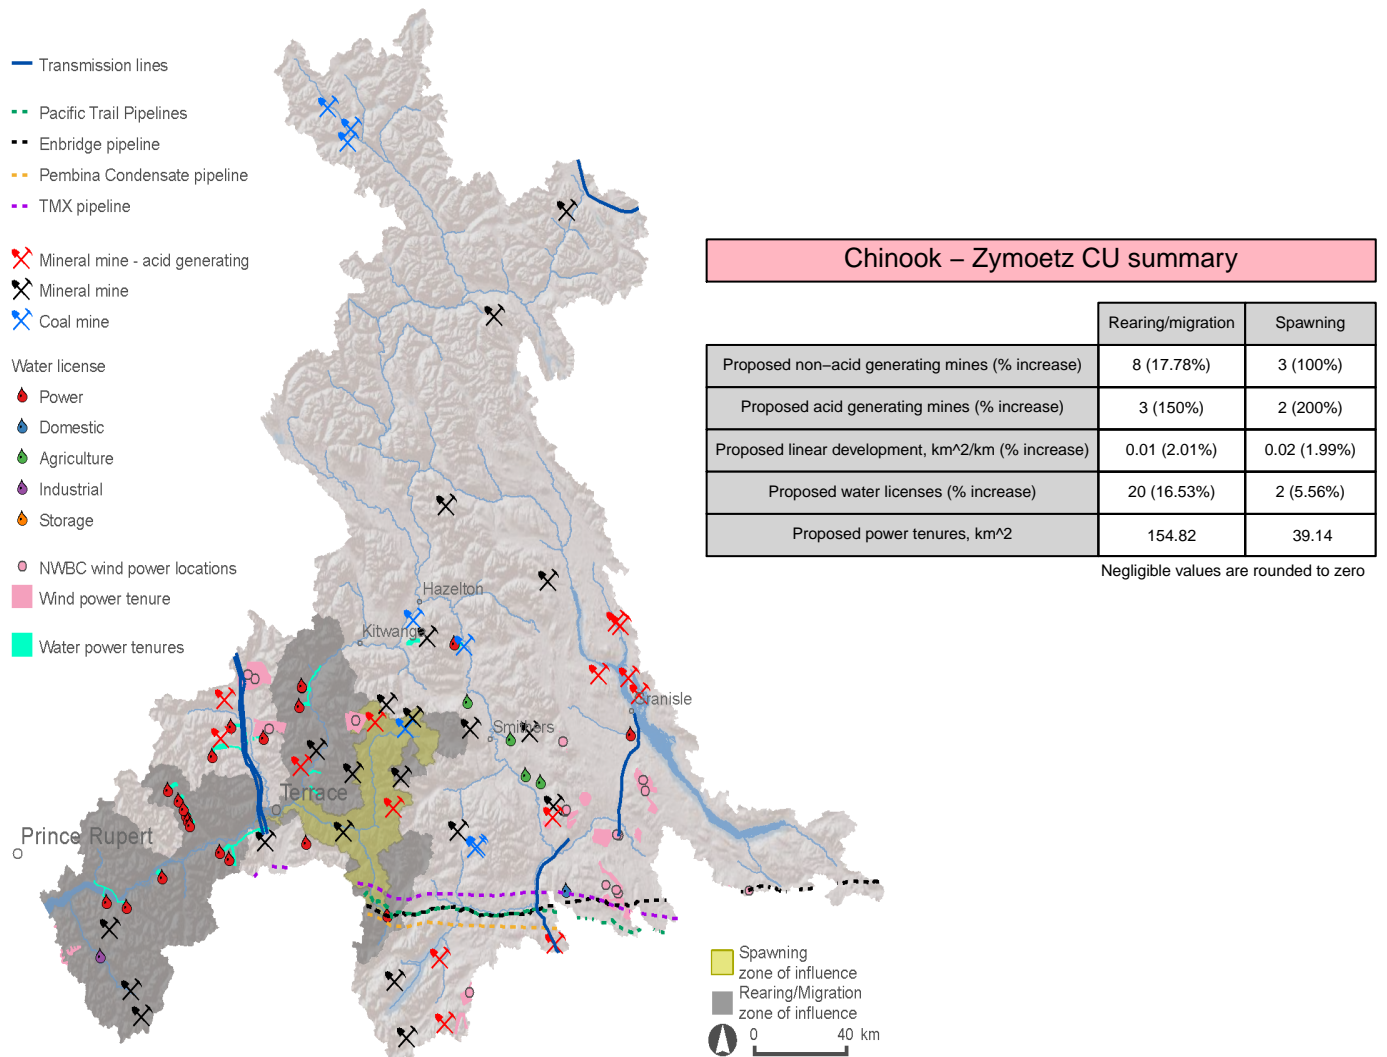 Transmission lines
Pacific Trail Pipelines
Enbridge pipeline
Pembina Condensate pipeline
TMX pipeline
Mineral mine - acid generating
Mineral mine
Coal mine
Water license
Power
Domestic
Agriculture
Industrial
Storage
NWBC wind power locations
Wind power tenure
Water power tenures
Hazelton
Kitwanga
Granisle
Smithers
Terrace
Prince Rupert
Chinook – Zymoetz CU summary
Rearing/migration Spawning
Proposed non–acid generating mines (% increase) 8 (17.78%) 3 (100%)
Proposed acid generating mines (% increase) 3 (150%) 2 (200%)
Proposed linear development, km^2/km (% increase) 0.01 (2.01%) 0.02 (1.99%)
Proposed water licenses (% increase) 20 (16.53%) 2 (5.56%)
Proposed power tenures, km^2 154.82 39.14
Negligible values are rounded to zero
Spawning
zone of influence
Rearing/Migration
zone of influence
0 40 km